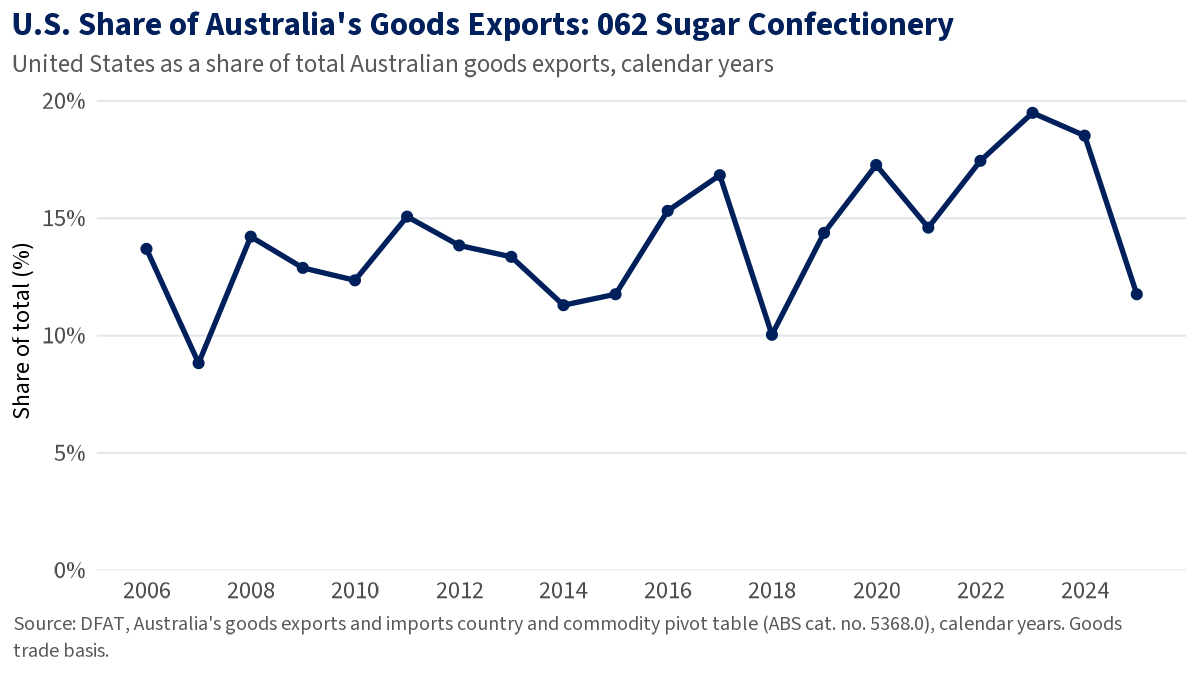 U.S. Share of Australia's Goods Exports: 062 Sugar Confectionery
United States as a share of total Australian goods exports, calendar years
20%
15%
10%
5%
0%
Share of total (%)
2006 2008 2010 2012 2014 2016 2018 2020 2022 2024
Source: DFAT, Australia's goods exports and imports country and commodity pivot table (ABS cat. no. 5368.0), calendar years. Goods
trade basis.